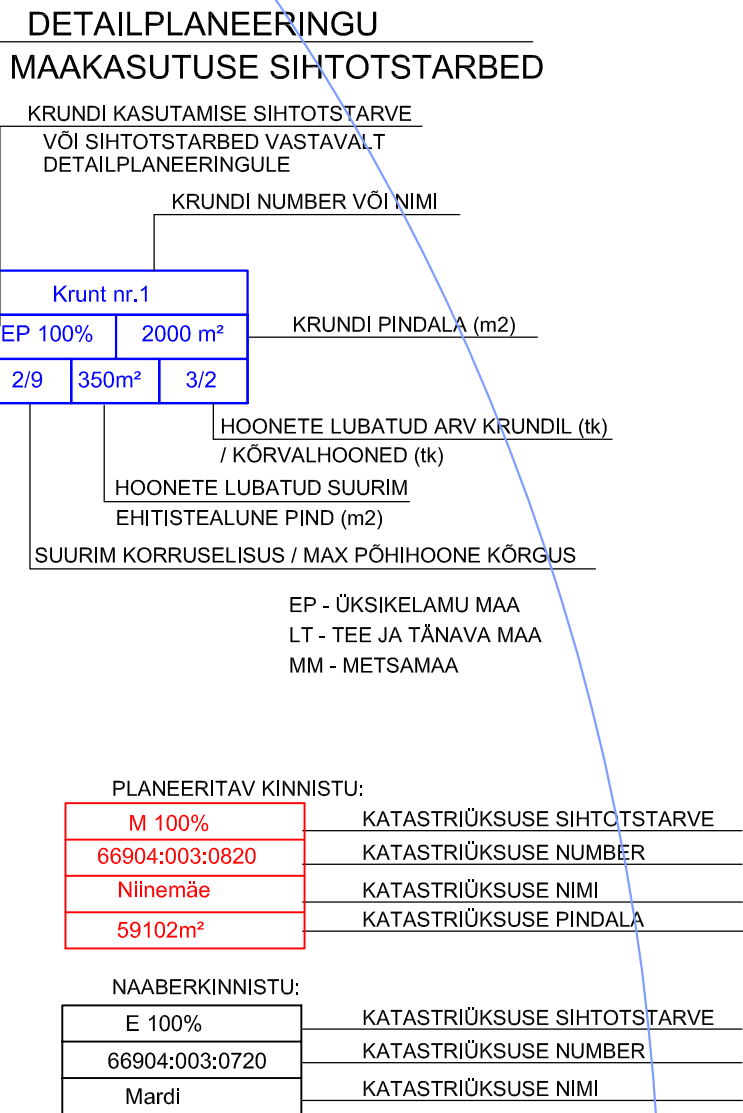 DETAILPLANEERINGU
MAAKASUTUSE SIHTOTSTARBED
KRUNDI KASUTAMISE SIHTOTSTARVE
VÕI SIHTOTSTARBED VASTAVALT
DETAILPLANEERINGULE
KRUNDI NUMBER VÕI NIMI
Krunt nr.1
EP 100%
2000 m²
KRUNDI PINDALA (m2)
2/9
350m²
3/2
HOONETE LUBATUD ARV KRUNDIL (tk)
/ KÕRVALHOONED (tk)
HOONETE LUBATUD SUURIM
EHITISTEALUNE PIND (m2)
SUURIM KORRUSELISUS / MAX PÕHIHOONE KÕRGUS
EP - ÜKSIKELAMU MAA
LT - TEE JA TÄNAVA MAA
MM - METSAMAA
PLANEERITAV KINNISTU:
M 100%
KATASTRIÜKSUSE SIHTOTSTARVE
66904:003:0820
KATASTRIÜKSUSE NUMBER
Niinemäe
KATASTRIÜKSUSE NIMI
59102m²
KATASTRIÜKSUSE PINDALA
NAABERKINNISTU:
E 100%
KATASTRIÜKSUSE SIHTOTSTARVE
66904:003:0720
KATASTRIÜKSUSE NUMBER
Mardi
KATASTRIÜKSUSE NIMI